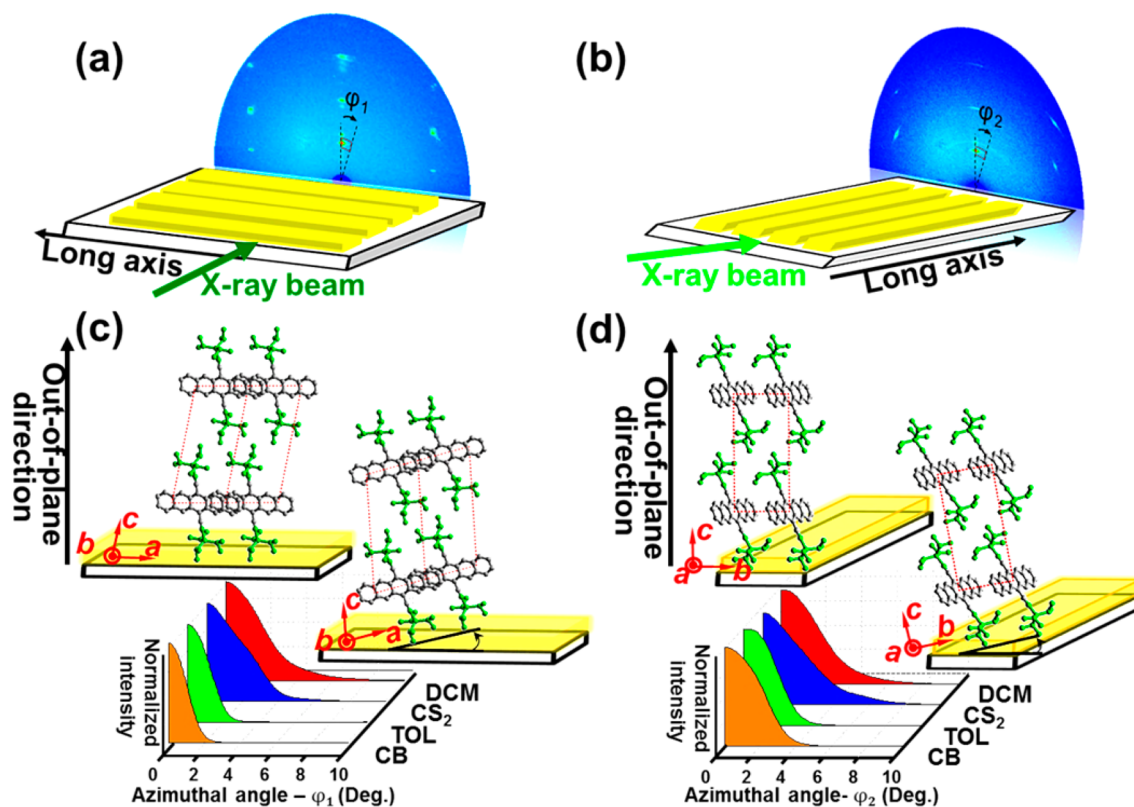 (a)
φ1
Long axis
X-ray beam
(b)
φ2
X-ray beam
Long axis
(c)
Out-of-plane
direction
c
b
a
c
b
a
Normalized
intensity
DCM
CS2
TOL
CB
0 2 4 6 8 10
Azimuthal angle – φ1 (Deg.)
(d)
Out-of-plane
direction
c
a
b
c
b
a
Normalized
intensity
DCM
CS2
TOL
CB
0 2 4 6 8 10
Azimuthal angle- φ2 (Deg.)